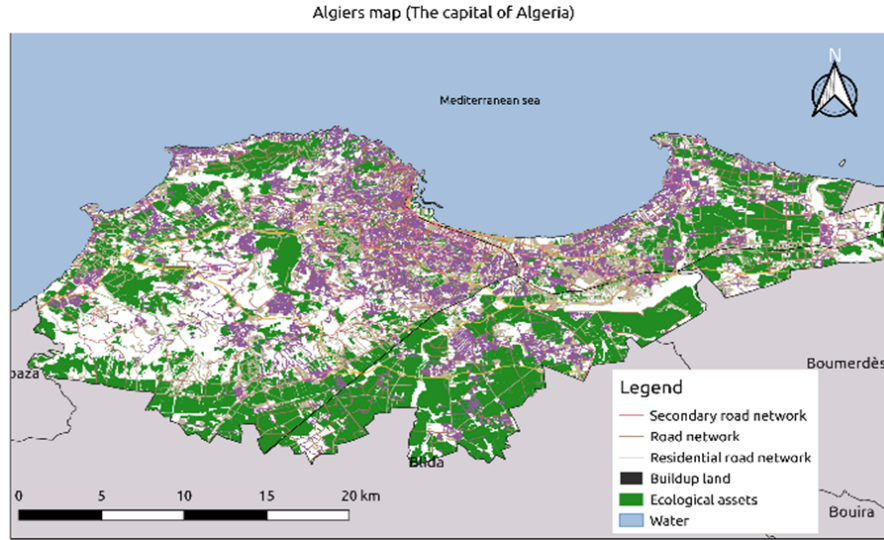 Algiers map (The capital of Algeria)
N
Mediterranean sea
paza
Boumerdès
Blida
Bouira
Legend
Secondary road network
Road network
Residential road network
Buildup land
Ecological assets
Water
0 5 10 15 20 km